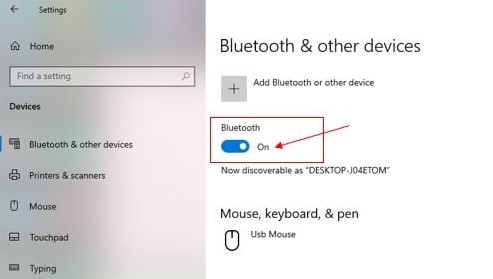 Settings
Home
Find a setting
Devices
Bluetooth & other devices
Printers & scanners
Mouse
Touchpad
Typing
Bluetooth & other devices
Add Bluetooth or other device
Bluetooth
On
Now discoverable as "DESKTOP-J04ETOM"
Mouse, keyboard, & pen
Usb Mouse